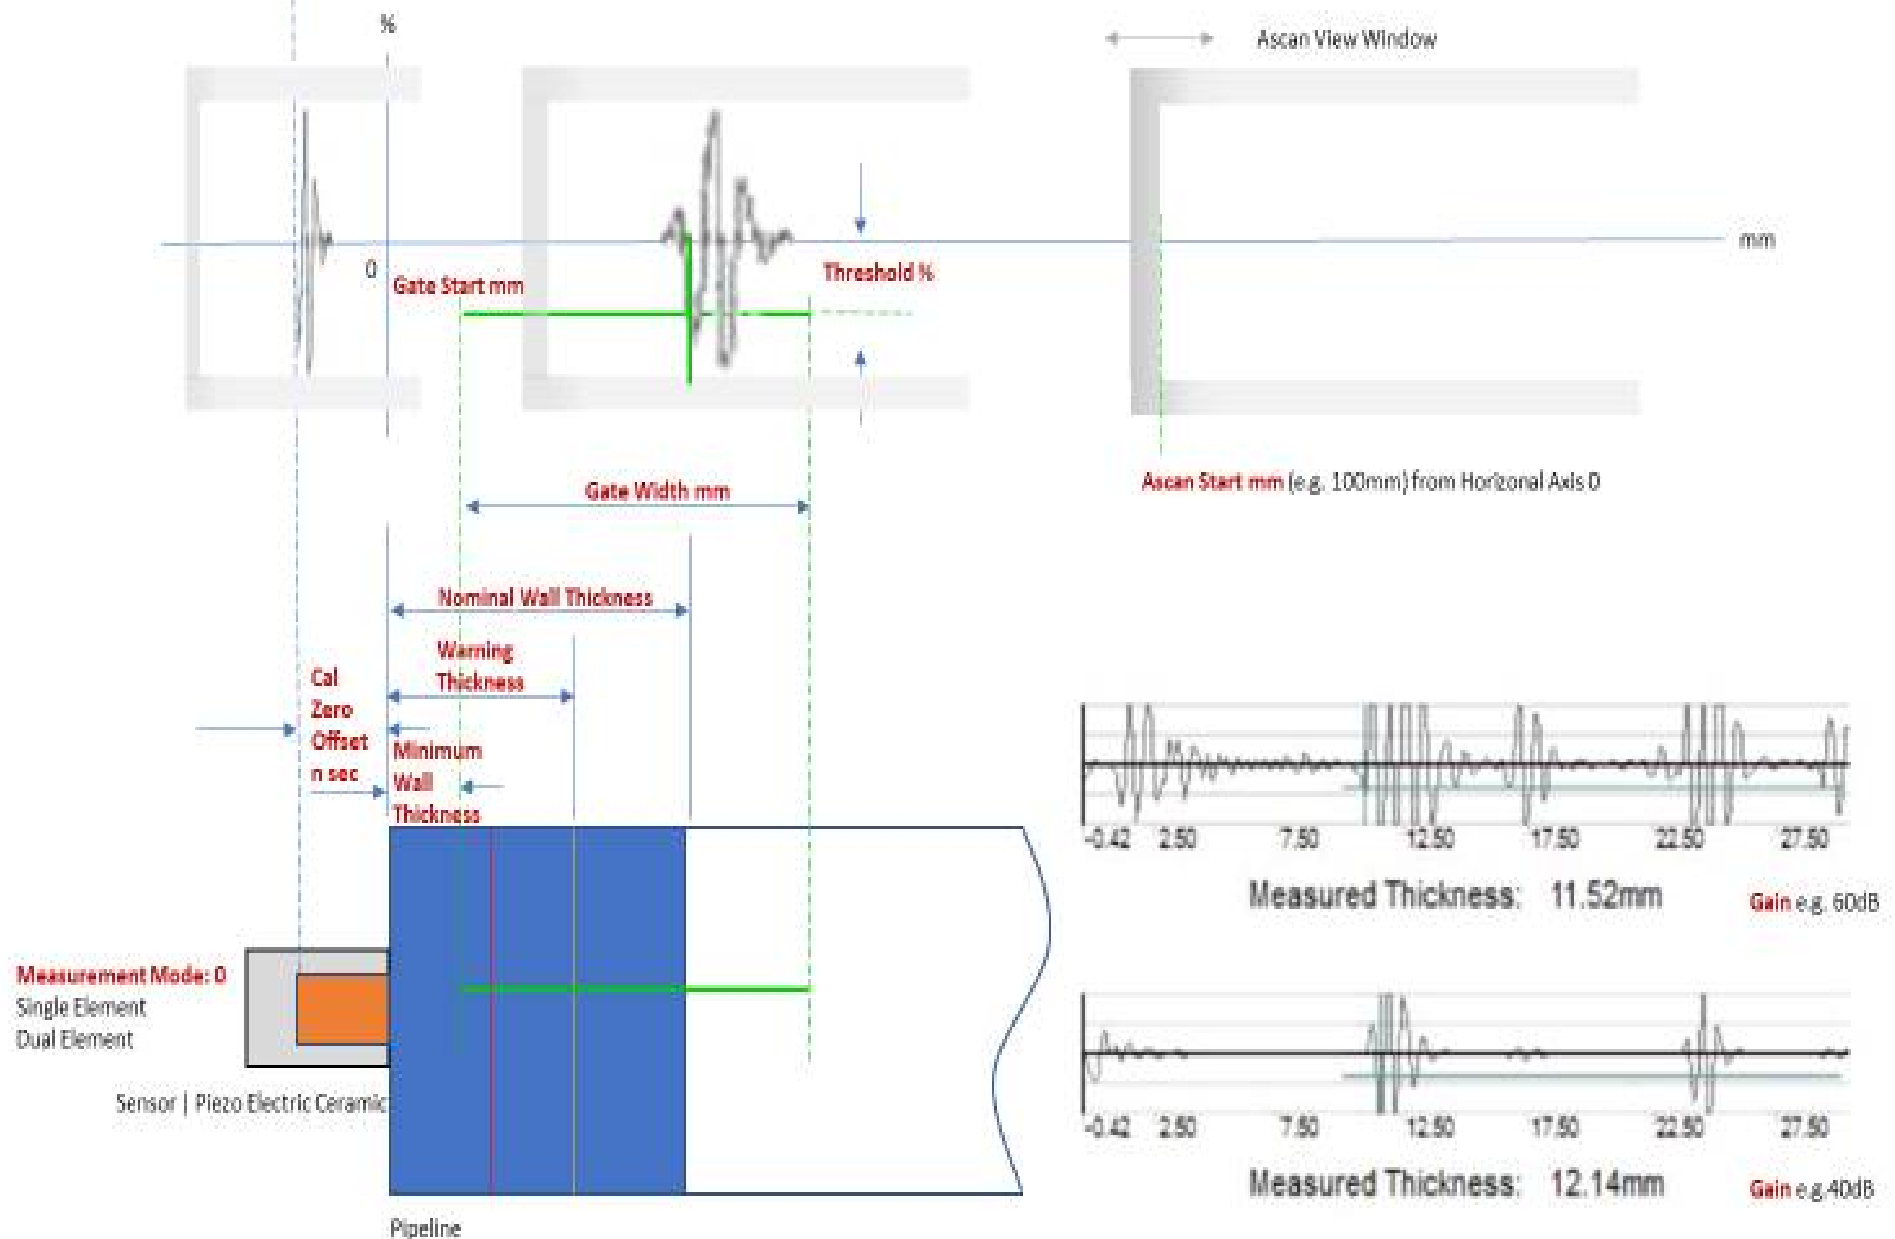 %
Ascan View Window
mm
0
Gate Start mm
Threshold %
Ascan Start mm (e.g. 100mm) from Horizonal Axis 0
Gate Width mm
Nominal Wall Thickness
Warning
Thickness
Cal
Zero
Offset
n sec
Minimum
Wall
Thickness
-0.42 2.50 7.50 12.50 17.50 22.50 27.50
Measured Thickness: 11.52mm
Gain e.g. 60dB
Measurement Mode: 0
Single Element
Dual Element
Sensor | Piezo Electric Ceramic
-0.42 2.50 7.50 12.50 17.50 22.50 27.50
Measured Thickness: 12.14mm
Gain e.g.40dB
Pipeline